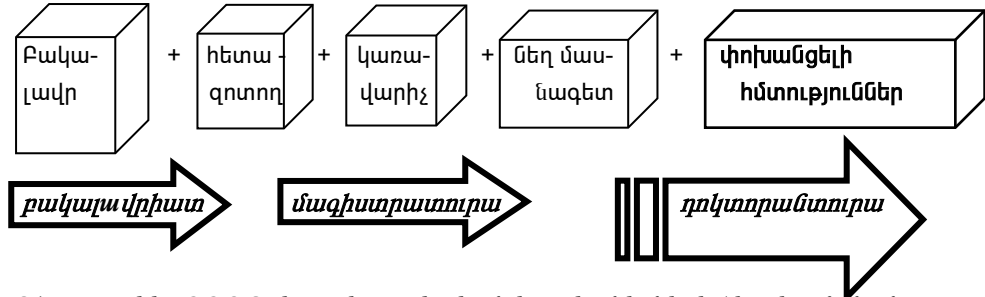 Բակա-
լավր
+
հետա -
զոտող
+
կառա-
վարիչ
+
նեղ մաս-
նագետ
+
փոխանցելի
հմտություններ
բակալավրիատ
մագիստրատուրա
դոկտորանտուրա